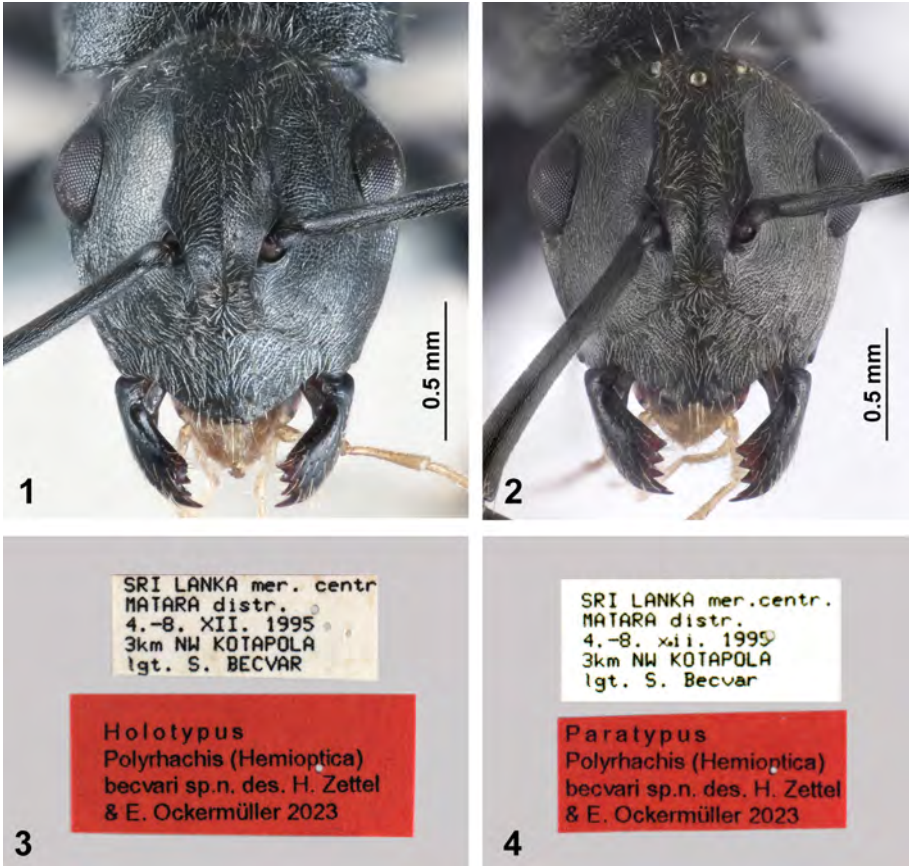 1
0.5 mm
2
0.5 mm
SRI LANKA mer. centr
MATARA distr.
4.-8. XII. 1995
3km NW KOTAPOLA
lgt. S. BECVAR
Holotypus
Polyrhachis (Hemioptica)
becvari sp.n. des. H. Zettel
& E. Ockermüller 2023
3
SRI LANKA mer.centr.
MATARA distr.
4.-8. xii. 1995
3km NW KOTAPOLA
lgt. S. Becvar
Paratypus
Polyrhachis (Hemioptica)
becvari sp.n. des. H. Zettel
& E. Ockermüller 2023
4